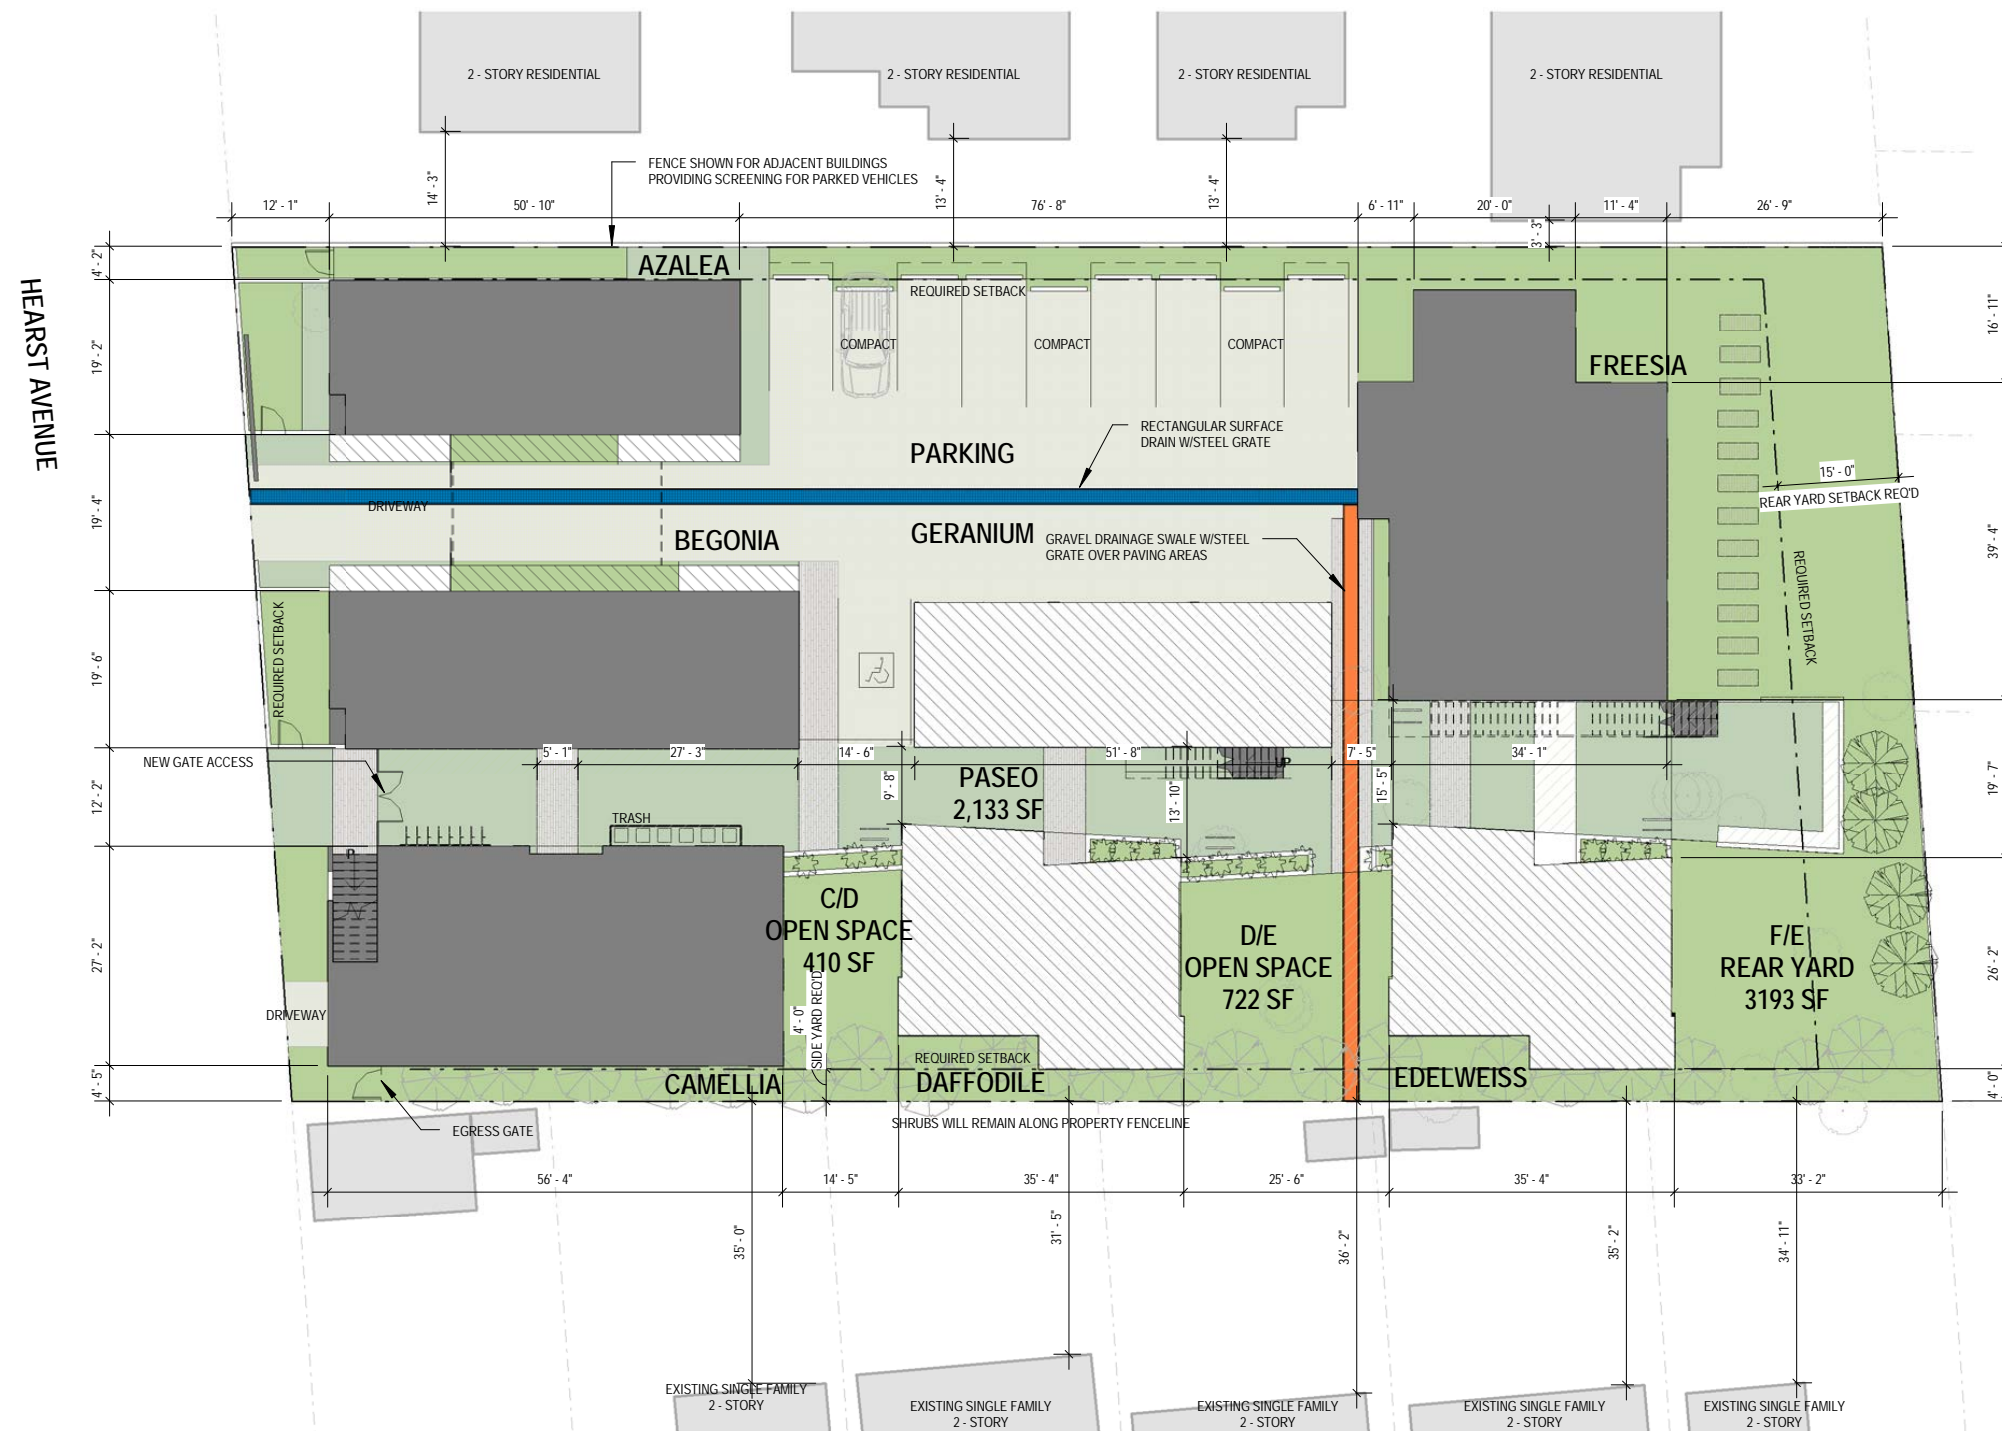 2 - STORY RESIDENTIAL
2 - STORY RESIDENTIAL
2 - STORY RESIDENTIAL
2 - STORY RESIDENTIAL
FENCE SHOWN FOR ADJACENT BUILDINGS
PROVIDING SCREENING FOR PARKED VEHICLES
14' - 3"
13' - 4"
13' - 4"
3' - 3"
12' - 1"
50' - 10"
76' - 8"
6' - 11"
20' - 0"
11' - 4"
26' - 9"
HEARST AVENUE
4' - 2"
19' - 2"
19' - 4"
19' - 6"
12' - 2"
27' - 2"
4' - 5"
AZALEA
REQUIRED SETBACK
COMPACT
COMPACT
COMPACT
FREESIA
16' - 11"
PARKING
RECTANGULAR SURFACE
DRAIN W/STEEL GRATE
15' - 0"
REAR YARD SETBACK REQ'D
DRIVEWAY
BEGONIA
GERANIUM
GRAVEL DRAINAGE SWALE W/STEEL
GRATE OVER PAVING AREAS
39' - 4"
REQUIRED SETBACK
REQUIRED SETBACK
NEW GATE ACCESS
5' - 1"
27' - 3"
14' - 6"
51' - 8"
7' - 5"
34' - 1"
9' - 8"
PASEO
2,133 SF
13' - 10"
UP
15' - 5"
19' - 7"
TRASH
C/D
OPEN SPACE
410 SF
D/E
OPEN SPACE
722 SF
F/E
REAR YARD
3193 SF
26' - 2"
DRIVEWAY
4' - 0"
SIDE YARD REQ'D
REQUIRED SETBACK
CAMELLIA
DAFFODILE
EDELWEISS
4' - 0"
EGRESS GATE
SHRUBS WILL REMAIN ALONG PROPERTY FENCELINE
56' - 4"
14' - 5"
35' - 4"
25' - 6"
35' - 4"
33' - 2"
35' - 0"
31' - 5"
36' - 2"
35' - 2"
34' - 11"
EXISTING SINGLE FAMILY
2 - STORY
EXISTING SINGLE FAMILY
2 - STORY
EXISTING SINGLE FAMILY
2 - STORY
EXISTING SINGLE FAMILY
2 - STORY
EXISTING SINGLE FAMILY
2 - STORY